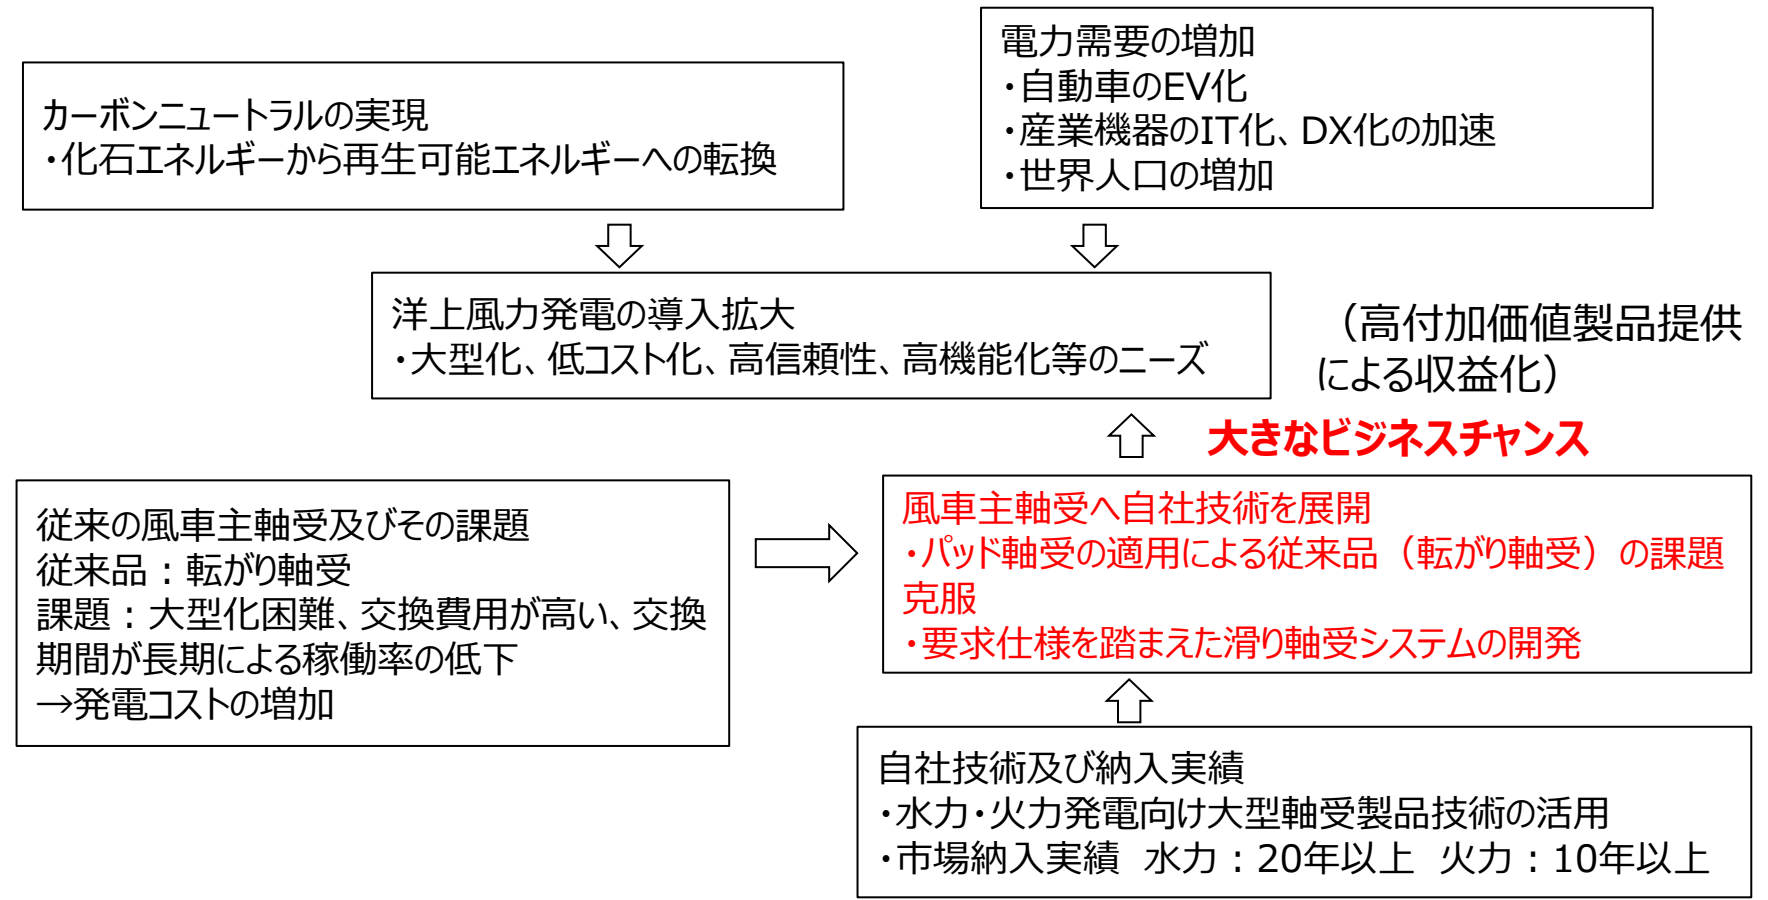 カーボンニュートラルの実現
・化石エネルギーから再生可能エネルギーへの転換
電力需要の増加
・自動車のEV化
・産業機器のIT化、DX化の加速
・世界人口の増加
洋上風力発電の導入拡大
・大型化、低コスト化、高信頼性、高機能化等のニーズ
（高付加価値製品提供
による収益化）
大きなビジネスチャンス
従来の風車主軸受及びその課題
従来品：転がり軸受
課題：大型化困難、交換費用が高い、交換
期間が長期による稼働率の低下
→発電コストの増加
風車主軸受へ自社技術を展開
・パッド軸受の適用による従来品（転がり軸受）の課題
克服
・要求仕様を踏まえた滑り軸受システムの開発
自社技術及び納入実績
・水力・火力発電向け大型軸受製品技術の活用
・市場納入実績 水力：20年以上 火力：10年以上